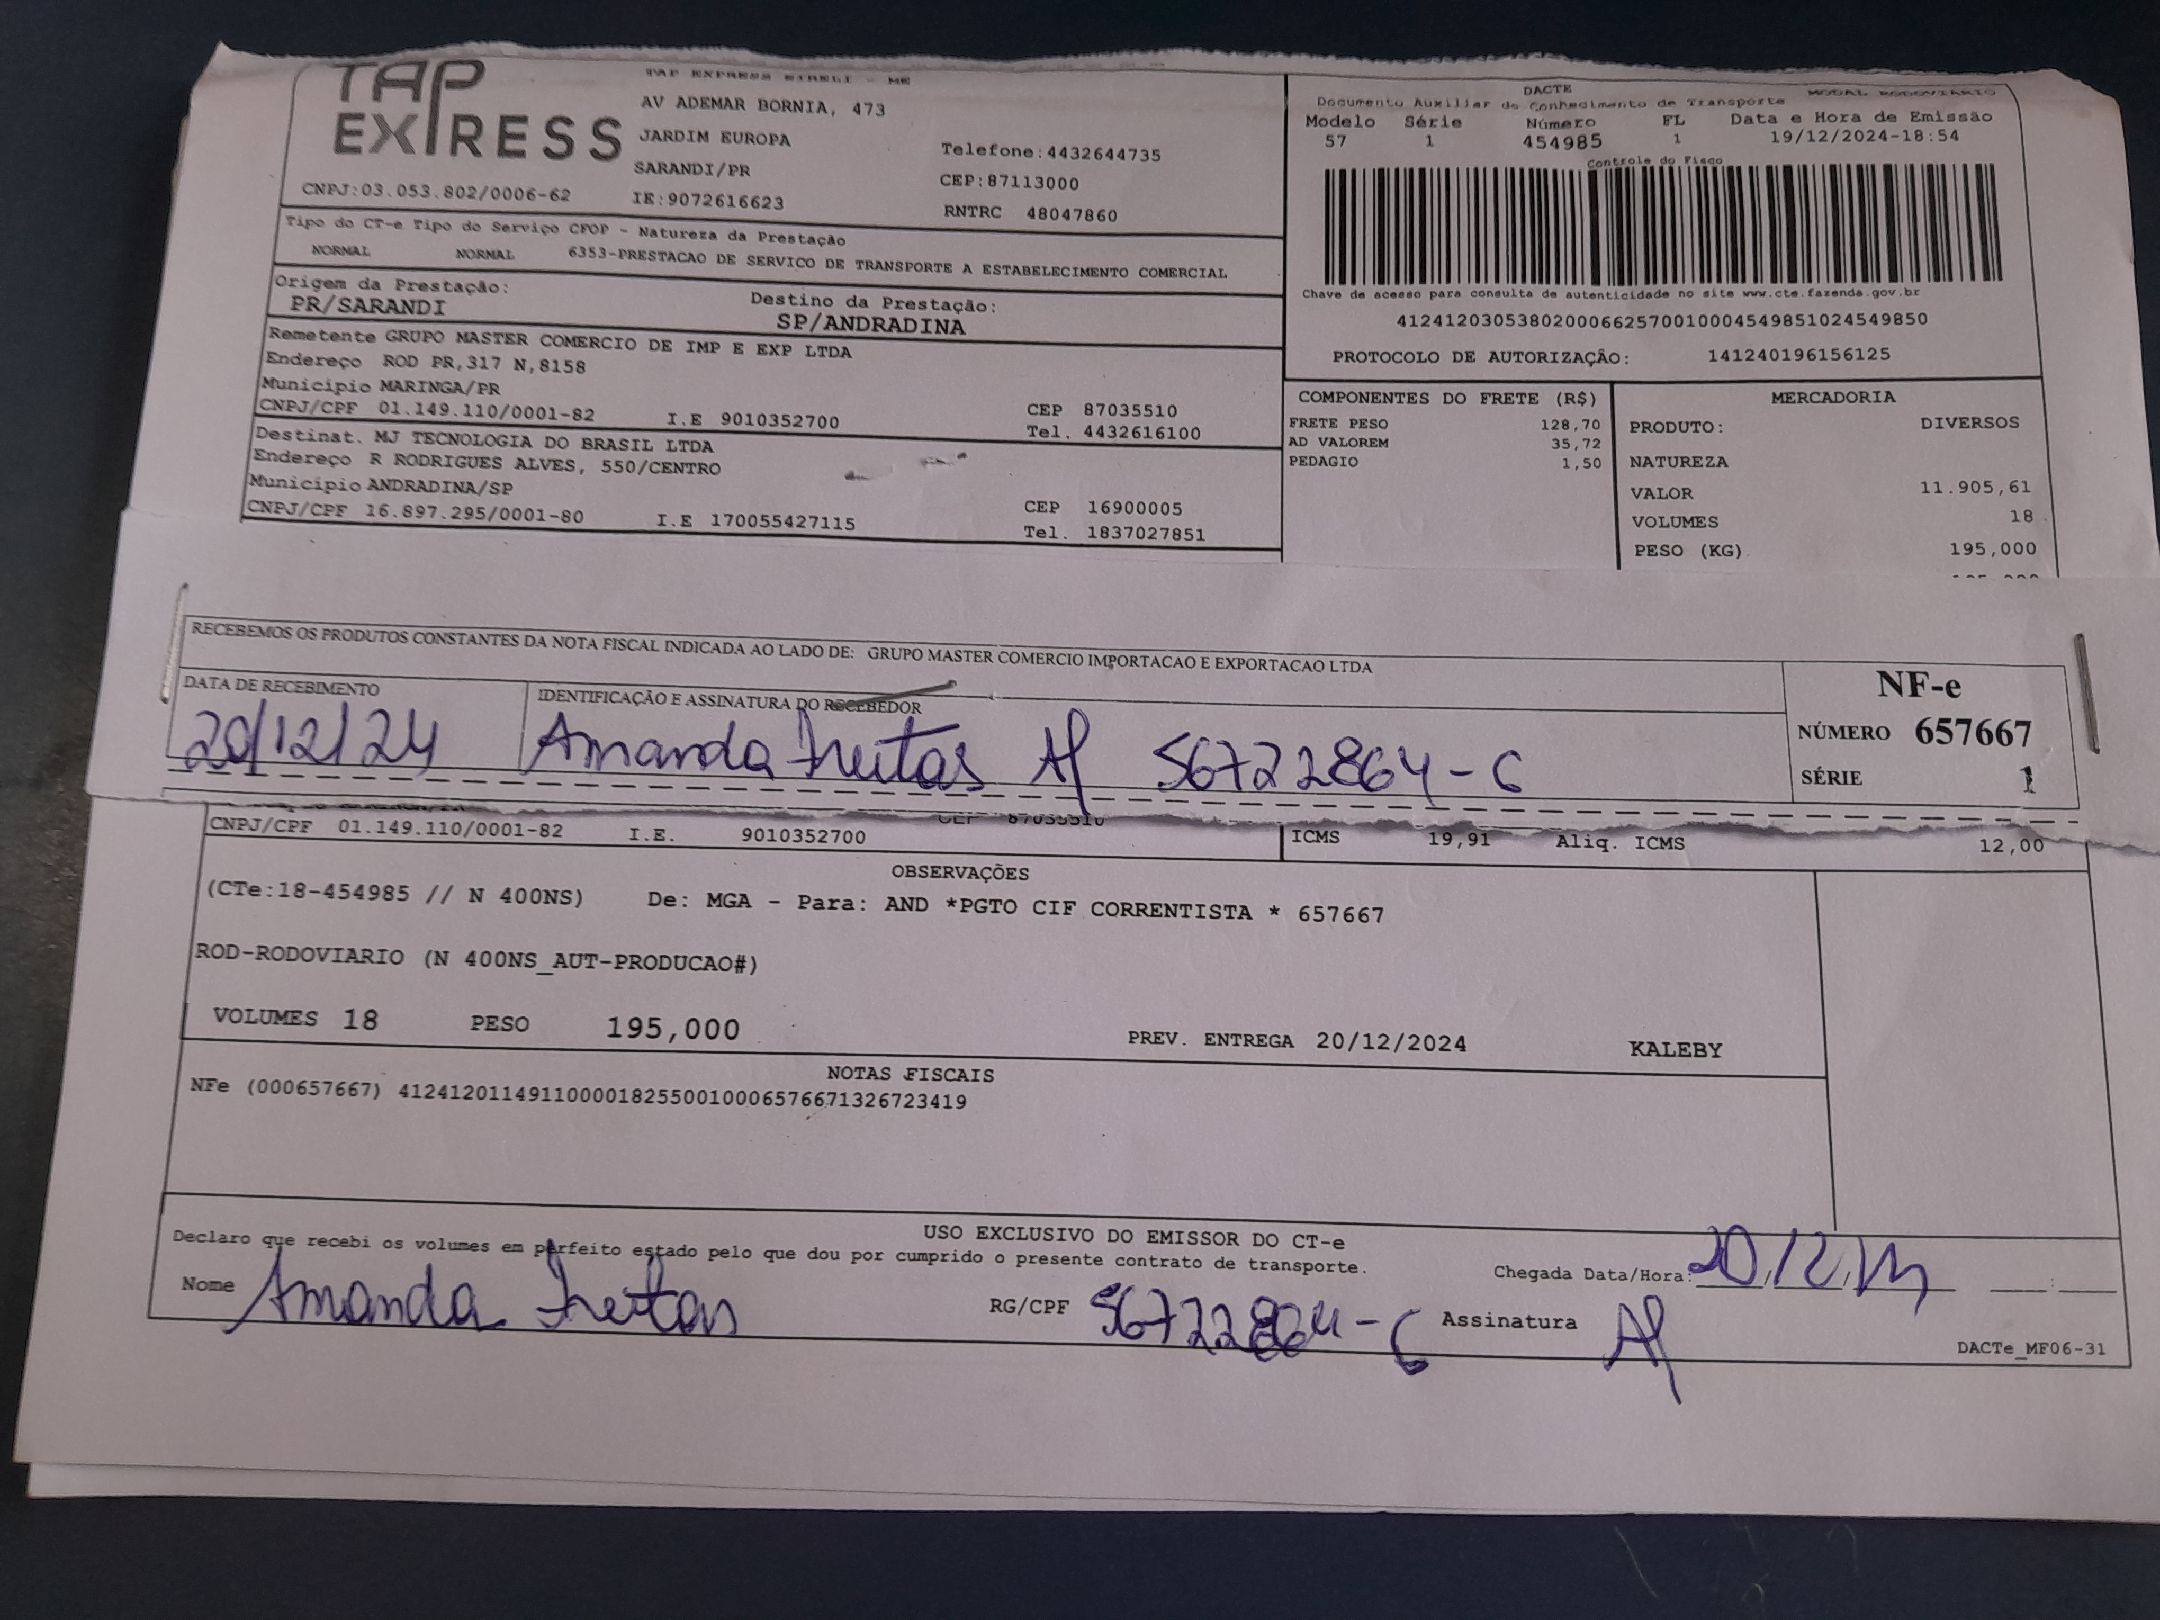 TAP EXPRESS
TAP EXPRESS EIRELI - ME
AV ADEMAR BORNIA, 473
JARDIM EUROPA
SARANDI/PR
Telefone:4432644735
CEP:87113000
CNPJ:03.053.802/0006-62 IE:9072616623 RNTRC 48047860
DACTE MODAL RODOVIARIO
Documento Auxiliar do Conhecimento de Transporte
Modelo Série Número FL Data e Hora de Emissão
57 1 454985 1 19/12/2024-18:54
Controle do Fisco
Chave de acesso para consulta de autenticidade no site www.cte.fazenda.gov.br
41241203053802000662570010004549851024549850
PROTOCOLO DE AUTORIZAÇÃO: 141240196156125
Tipo do CT-e Tipo do Serviço CFOP - Natureza da Prestação
NORMAL NORMAL 6353-PRESTACAO DE SERVICO DE TRANSPORTE A ESTABELECIMENTO COMERCIAL
Origem da Prestação: Destino da Prestação:
PR/SARANDI SP/ANDRADINA
Remetente GRUPO MASTER COMERCIO DE IMP E EXP LTDA
Endereço ROD PR,317 N,8158
Município MARINGA/PR CEP 87035510
CNPJ/CPF 01.149.110/0001-82 I.E 9010352700 Tel. 4432616100
Destinat. MJ TECNOLOGIA DO BRASIL LTDA
Endereço R RODRIGUES ALVES, 550/CENTRO
Município ANDRADINA/SP CEP 16900005
CNPJ/CPF 16.897.295/0001-80 I.E 170055427115 Tel. 1837027851
COMPONENTES DO FRETE (R$)
FRETE PESO 128,70
AD VALOREM 35,72
PEDAGIO 1,50
MERCADORIA
PRODUTO: DIVERSOS
NATUREZA
VALOR 11.905,61
VOLUMES 18
PESO (KG) 195,000
RECEBEMOS OS PRODUTOS CONSTANTES DA NOTA FISCAL INDICADA AO LADO DE: GRUPO MASTER COMERCIO IMPORTACAO E EXPORTACAO LTDA
DATA DE RECEBIMENTO IDENTIFICAÇÃO E ASSINATURA DO RECEBEDOR
20/12/24 Amanda Freitas Af 56722864-6
NF-e
NÚMERO 657667
SÉRIE 1
CEP 87035510
CNPJ/CPF 01.149.110/0001-82 I.E. 9010352700
ICMS 19,91 Aliq. ICMS 12,00
OBSERVAÇÕES
(CTe:18-454985 // N 400NS) De: MGA - Para: AND *PGTO CIF CORRENTISTA * 657667
ROD-RODOVIARIO (N 400NS_AUT-PRODUCAO#)
VOLUMES 18 PESO 195,000 PREV. ENTREGA 20/12/2024 KALEBY
NOTAS FISCAIS
NFe (000657667) 41241201149110000182550010006576671326723419
USO EXCLUSIVO DO EMISSOR DO CT-e
Declaro que recebi os volumes em perfeito estado pelo que dou por cumprido o presente contrato de transporte.
Chegada Data/Hora: 20/12/24 :
Nome Amanda Freitas RG/CPF 56722864-6 Assinatura Af
DACTe_MF06-31